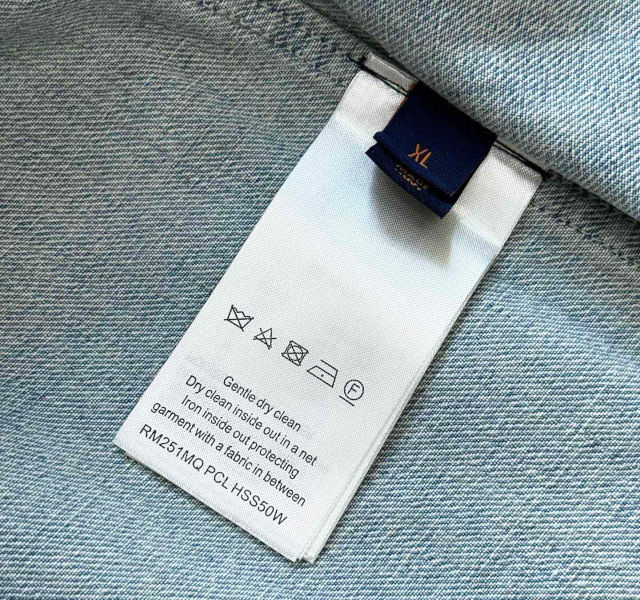 XL
F
Gentle dry clean
Dry clean inside out in a net
Iron inside out protecting
garment with a fabric in between
RM251MQ PCL HSS50W